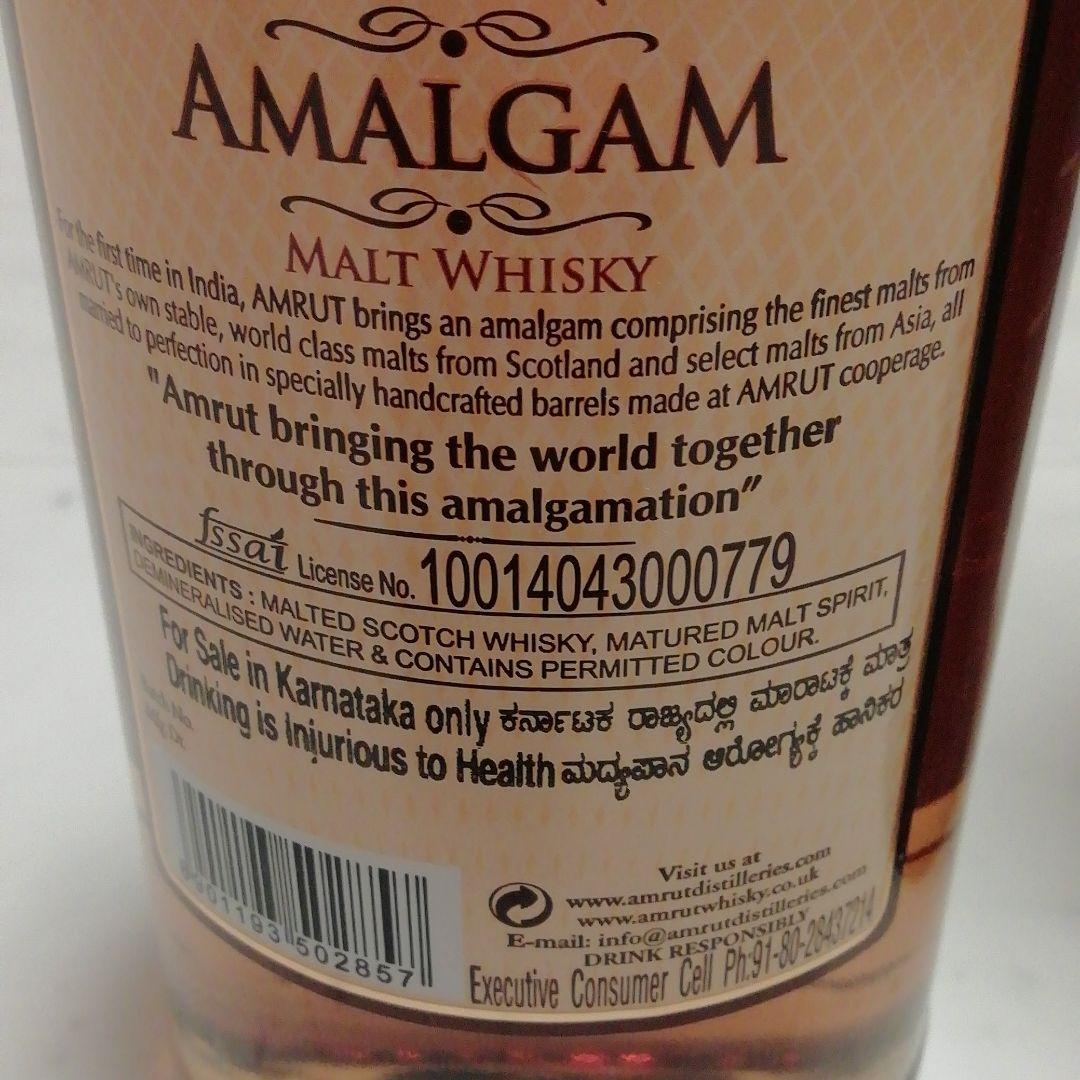 AMALGAM
MALT WHISKY
For the first time in India, AMRUT brings an amalgam comprising the finest malts from
AMRUT's own stable, world class malts from Scotland and select malts from Asia, all
married to perfection in specially handcrafted barrels made at AMRUT cooperage.
"Amrut bringing the world together
through this amalgamation"
fssai License No. 10014043000779
INGREDIENTS : MALTED SCOTCH WHISKY, MATURED MALT SPIRIT,
DEMINERALISED WATER & CONTAINS PERMITTED COLOUR.
For Sale in Karnataka only ಕರ್ನಾಟಕ ರಾಜ್ಯದಲ್ಲಿ ಮಾರಾಟಕ್ಕೆ ಮಾತ್ರ
Drinking is Injurious to Health ಮದ್ಯಪಾನ ಆರೋಗ್ಯಕ್ಕೆ ಹಾನಿಕರ
Batch No.
502857
Visit us at
www.amrutdistilleries.com
www.amrutwhisky.co.uk
E-mail: info@amrutdistilleries.com
DRINK RESPONSIBLY
Executive Consumer Cell Ph:91-80-28437214